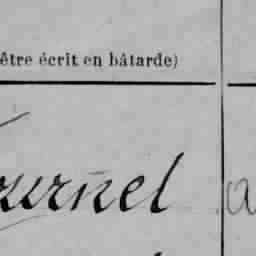 être écrit en bâtarde)
urnel a